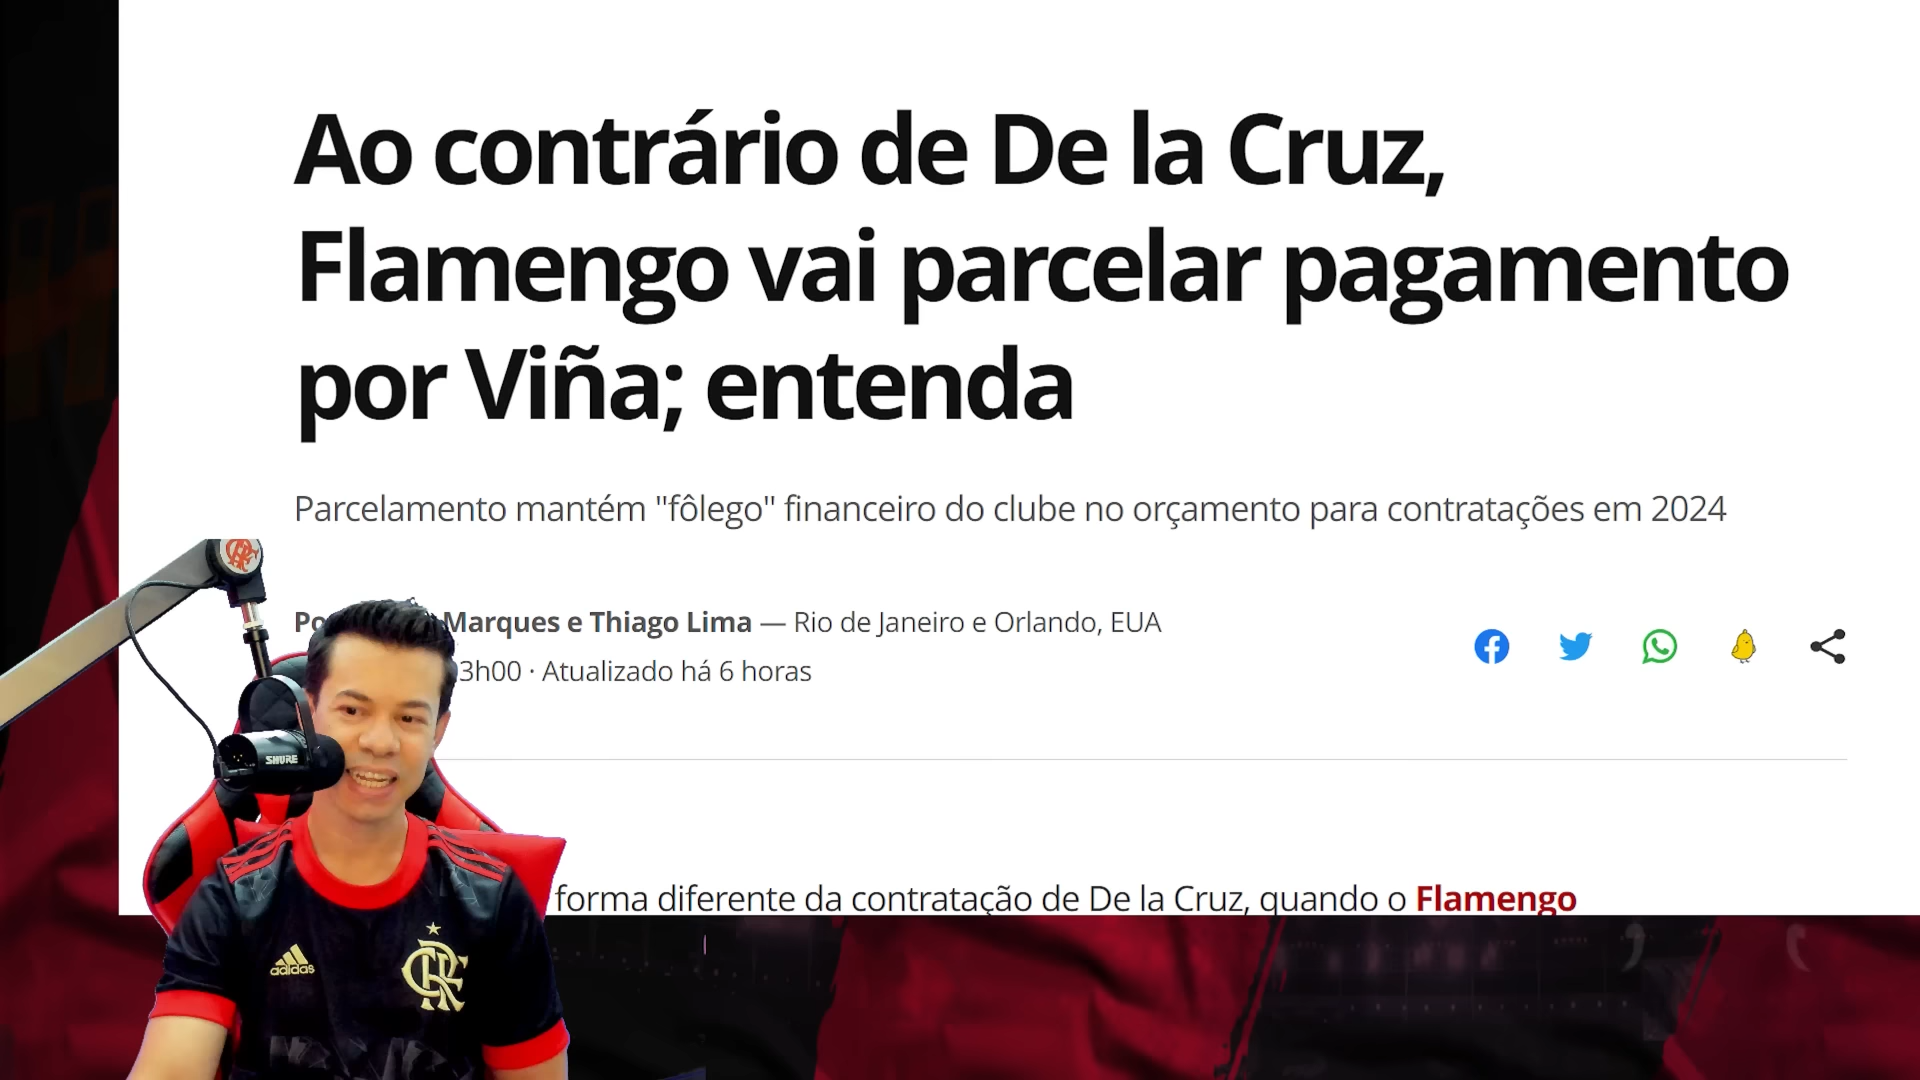 Ao contrário de De la Cruz,
Flamengo vai parcelar pagamento
por Viña; entenda
Parcelamento mantém "fôlego" financeiro do clube no orçamento para contratações em 2024
Marques e Thiago Lima — Rio de Janeiro e Orlando, EUA
3h00 · Atualizado há 6 horas
forma diferente da contratação de De la Cruz, quando o Flamengo
SHURE
adidas
CRF